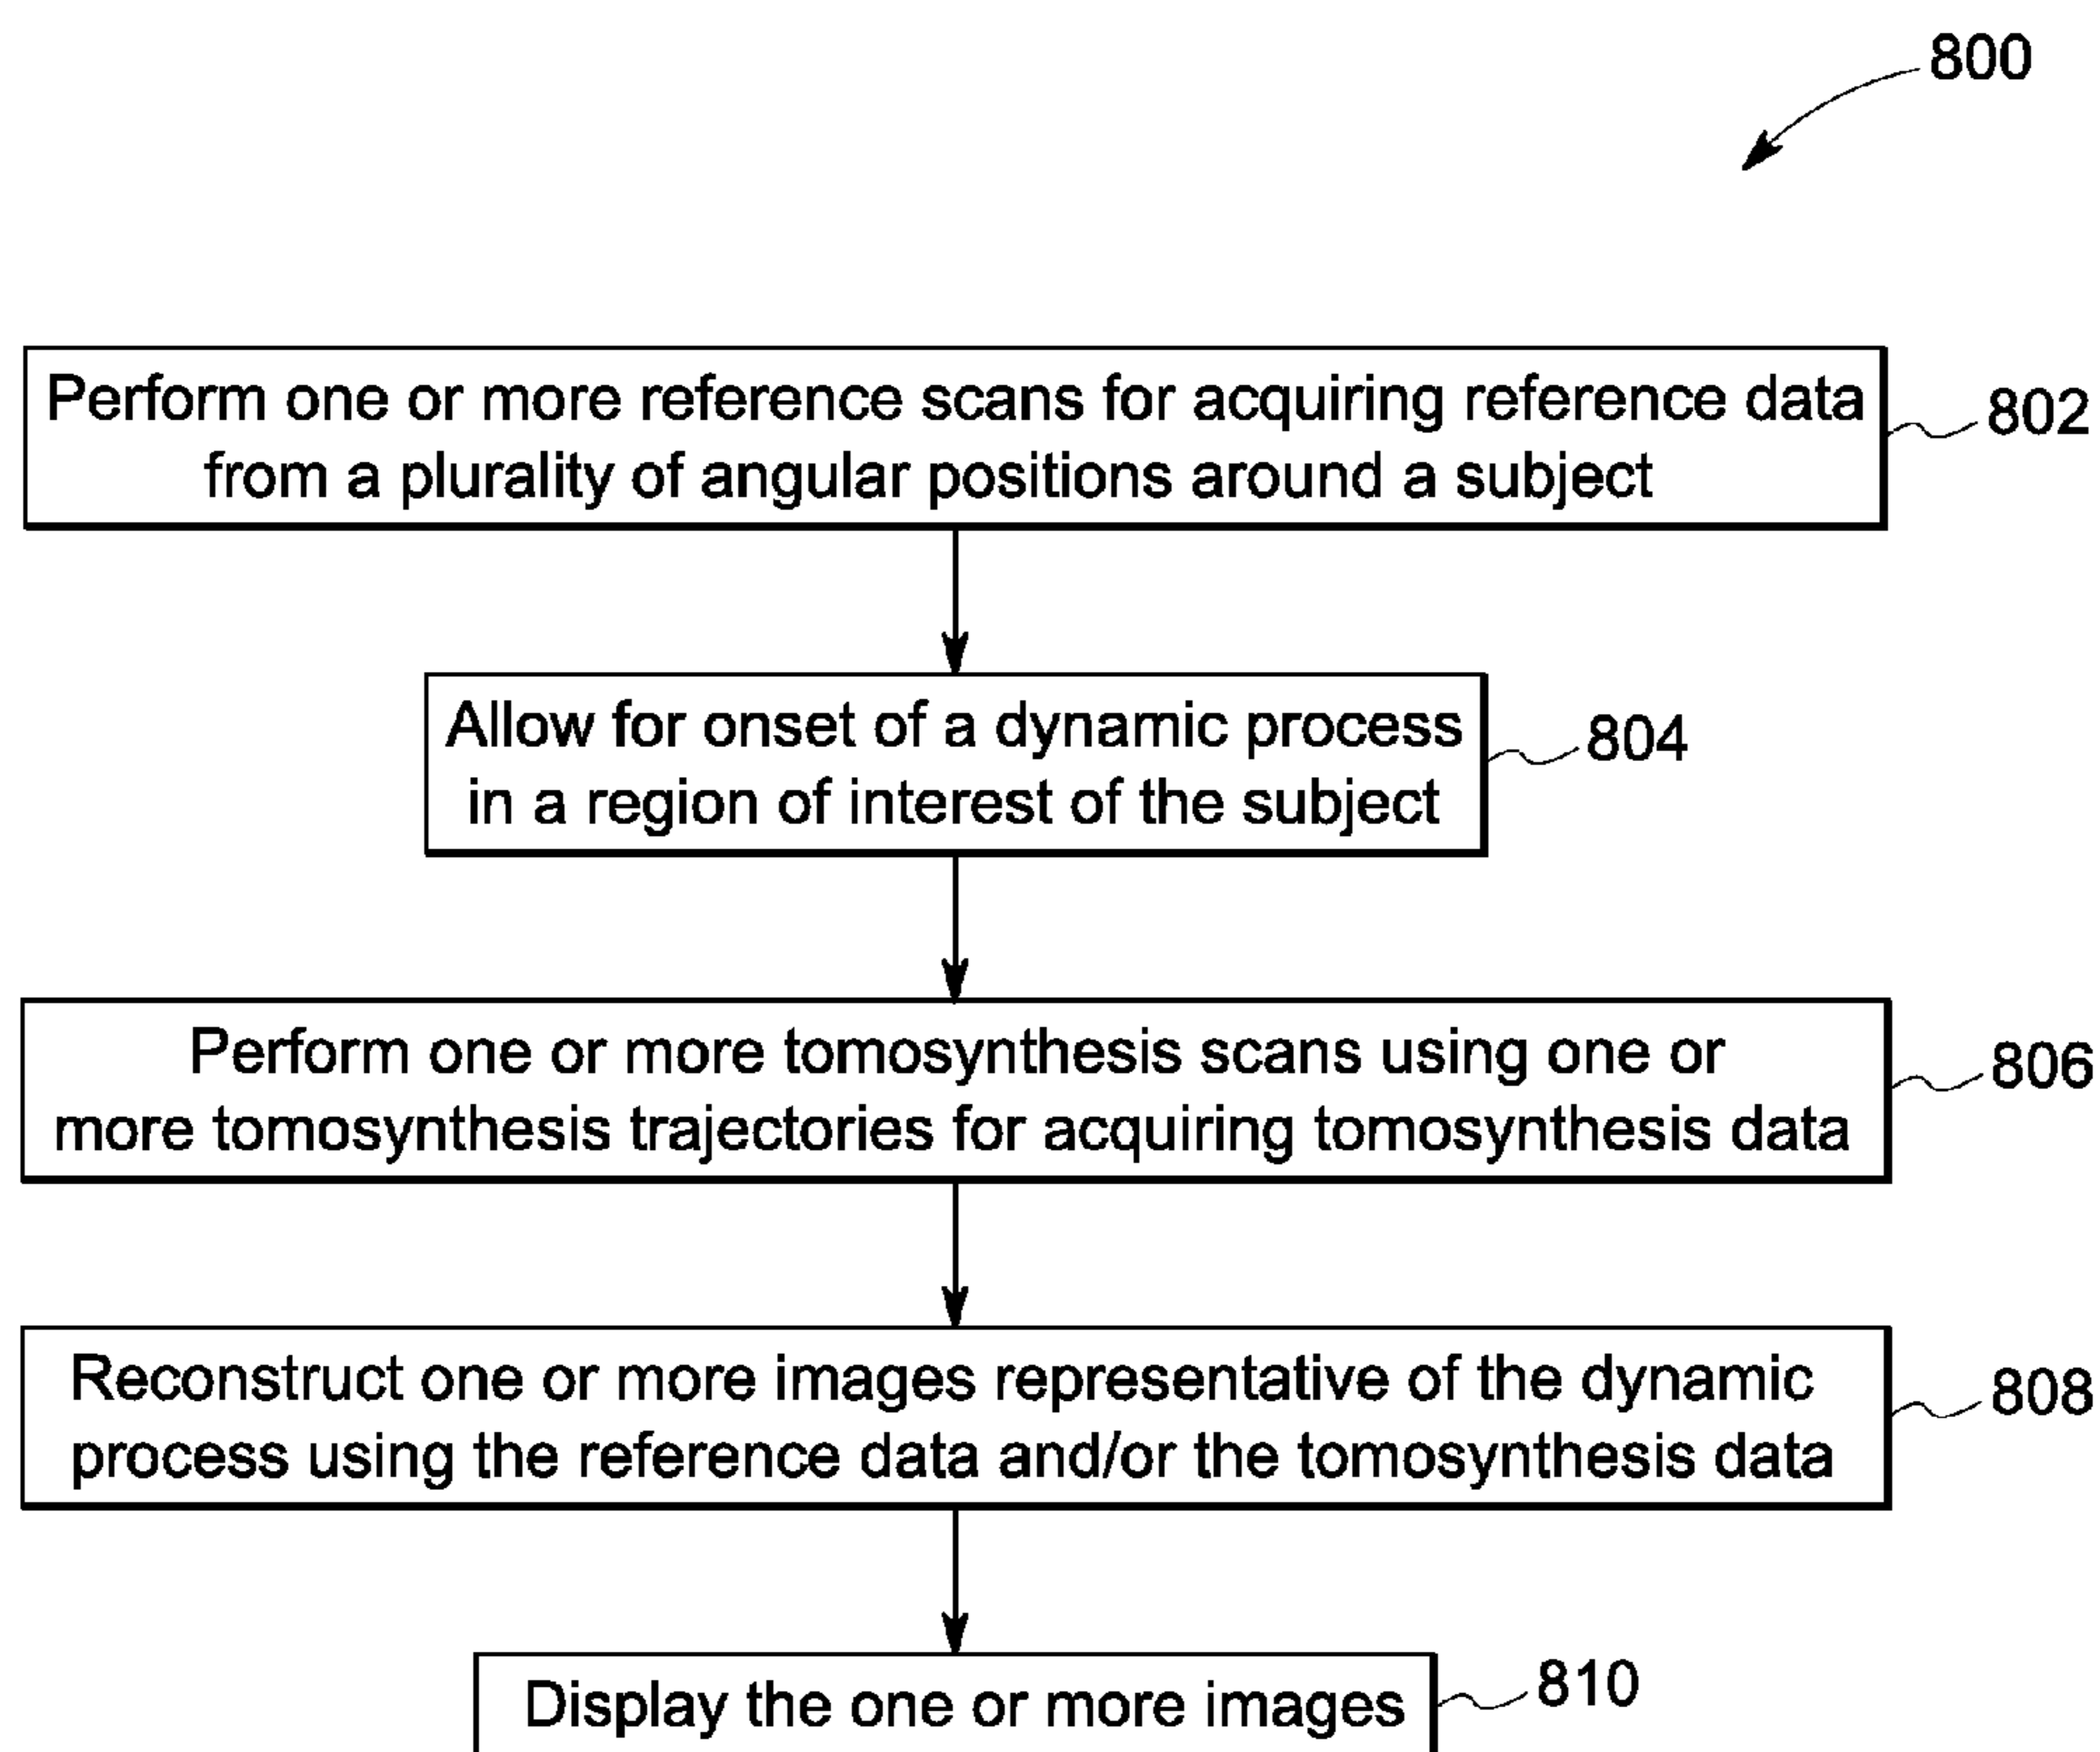 800
Perform one or more reference scans for acquiring reference data
from a plurality of angular positions around a subject
802
Allow for onset of a dynamic process
in a region of interest of the subject
804
Perform one or more tomosynthesis scans using one or
more tomosynthesis trajectories for acquiring tomosynthesis data
806
Reconstruct one or more images representative of the dynamic
process using the reference data and/or the tomosynthesis data
808
Display the one or more images
810